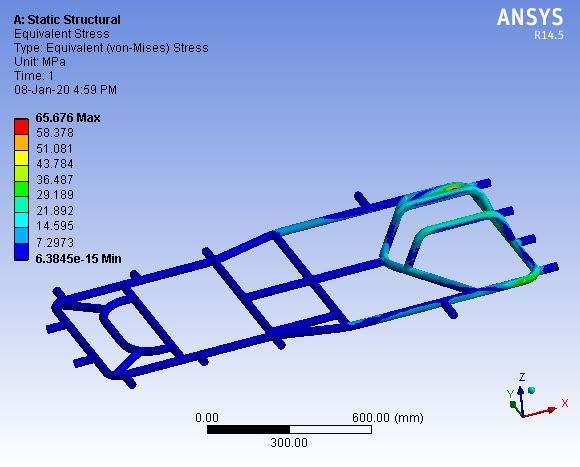 A: Static Structural
Equivalent Stress
Type: Equivalent (von-Mises) Stress
Unit: MPa
Time: 1
08-Jan-20 4:59 PM
ANSYS
R14.5
65.676 Max
58.378
51.081
43.784
36.487
29.189
21.892
14.595
7.2973
6.3845e-15 Min
0.00
600.00 (mm)
300.00
Z
Y
X